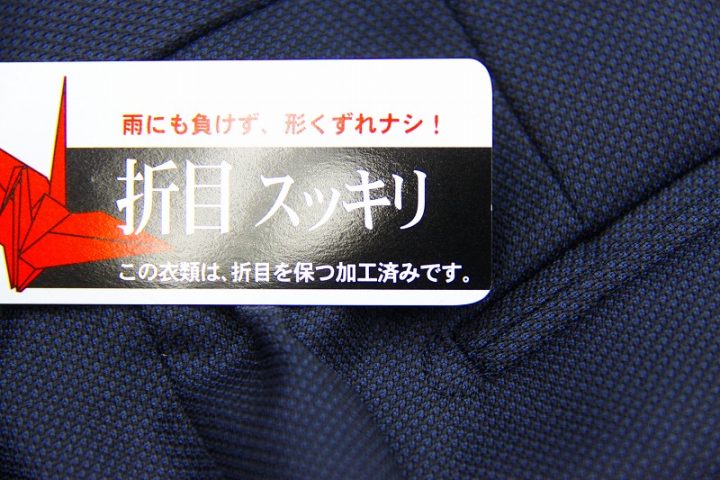 雨にも負けず、形くずれナシ！
折目 スッキリ
この衣類は、折目を保つ加工済みです。